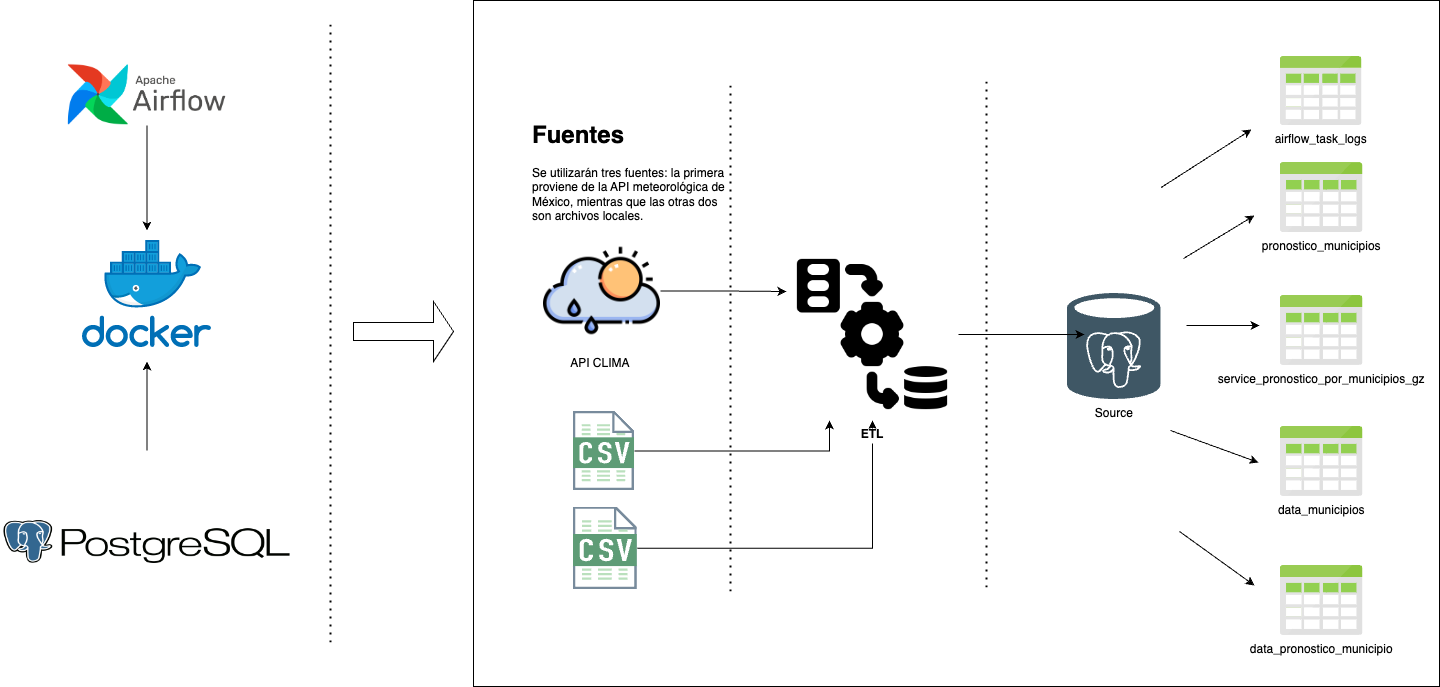 Apache
Airflow
docker
PostgreSQL
Fuentes
Se utilizarán tres fuentes: la primera
proviene de la API meteorológica de
México, mientras que las otras dos
son archivos locales.
API CLIMA
CSV
CSV
ETL
Source
airflow_task_logs
pronostico_municipios
service_pronostico_por_municipios_gz
data_municipios
data_pronostico_municipio